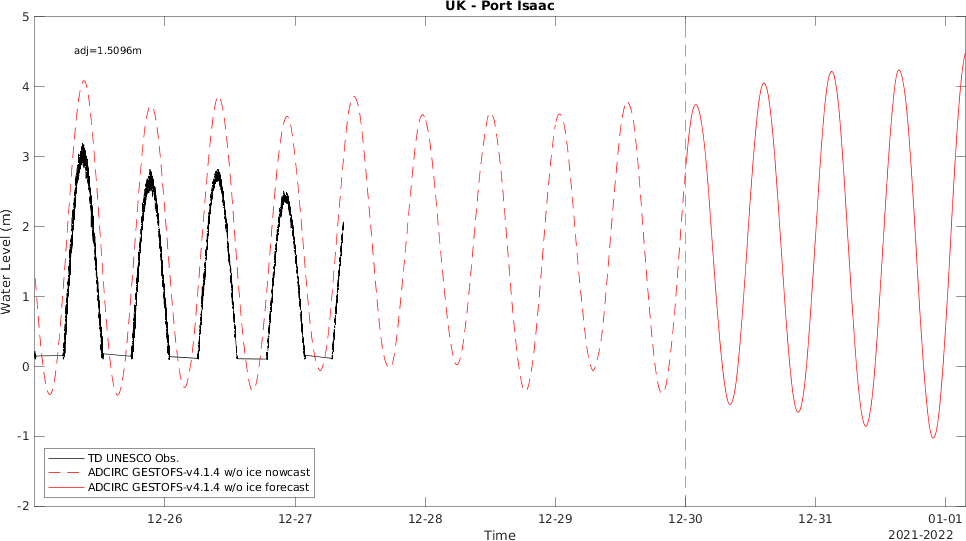 UK - Port Isaac
adj=1.5096m
5
4
3
2
1
0
-1
-2
Water Level (m)
TD UNESCO Obs.
ADCIRC GESTOFS-v4.1.4 w/o ice nowcast
ADCIRC GESTOFS-v4.1.4 w/o ice forecast
12-26 12-27 12-28 12-29 12-30 12-31 01-01
Time
2021-2022